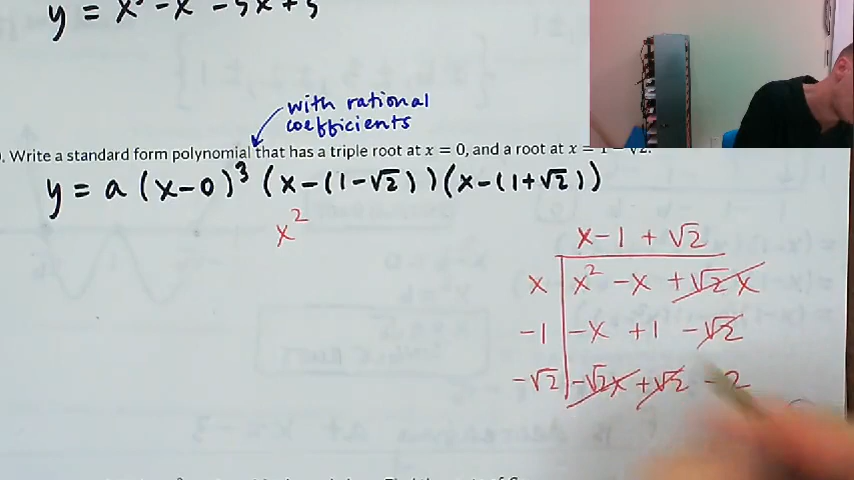 y = x³ - x² - 5x + 5
with rational
coefficients
. Write a standard form polynomial that has a triple root at x = 0, and a root at x = 1 - √2.
y = a (x-0)³ (x-(1-√2)) (x-(1+√2))
x²
x - 1 + √2
x x² - x + √2 x
-1 -x + 1 - √2
-√2 -√2x + √2 - 2